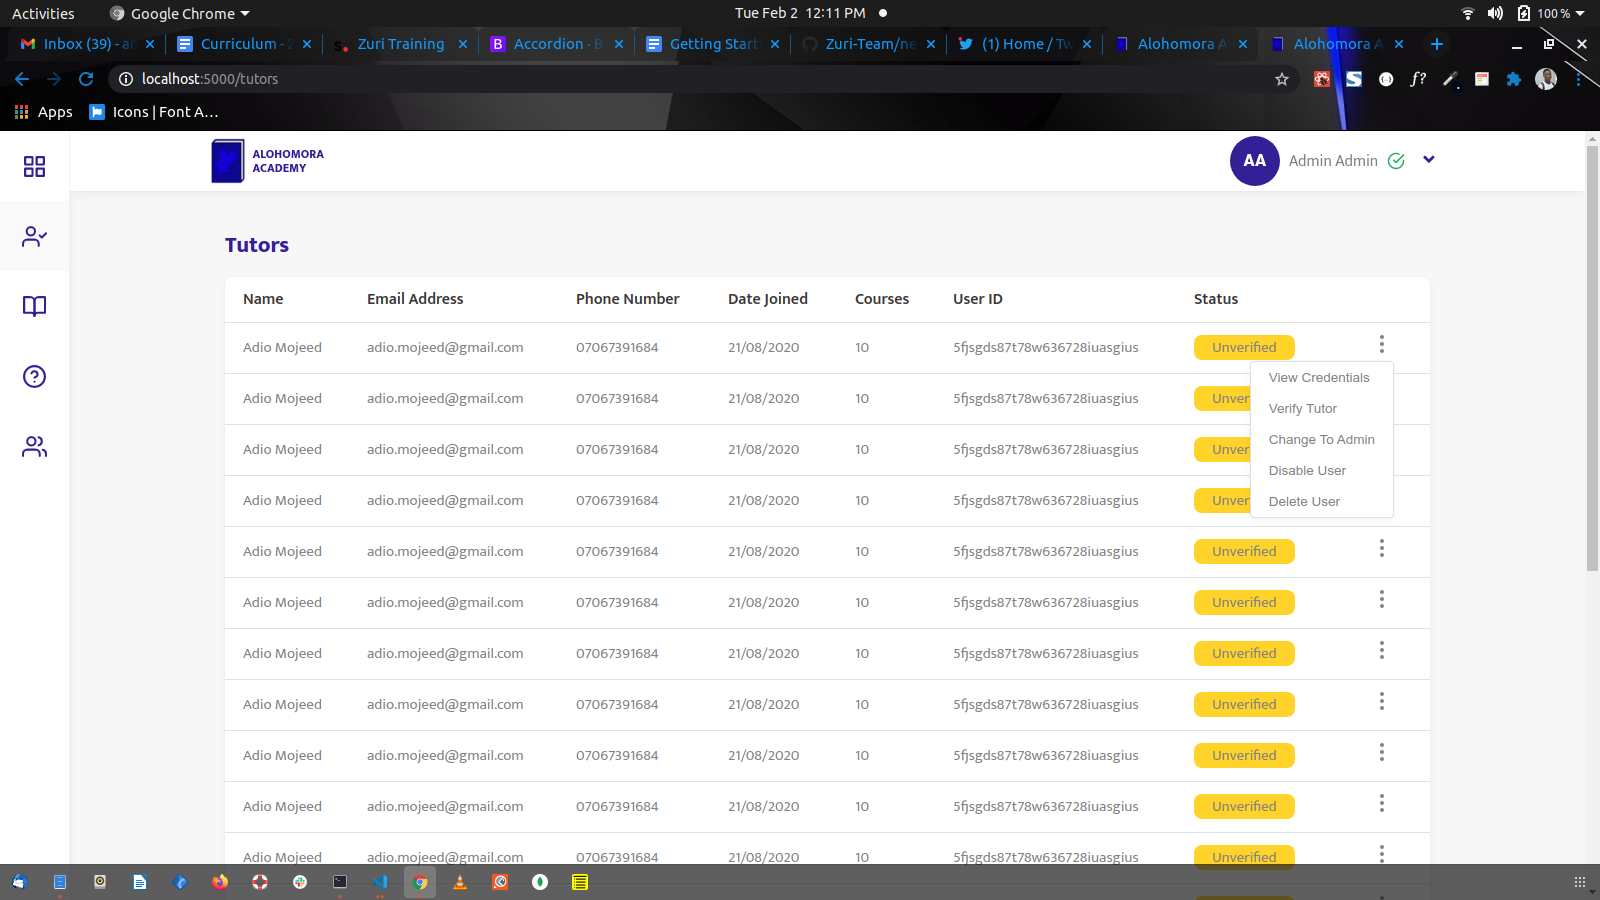 Activities Google Chrome Tue Feb 2 12:11 PM 100 %
Inbox (39) - ac Curriculum - Z Zuri Training Accordion · B Getting Start Zuri-Team/ne (1) Home / Tw Alohomora A Alohomora A
localhost:5000/tutors f?
Apps Icons | Font A...
ALOHOMORA
ACADEMY
AA Admin Admin
Tutors
Name Email Address Phone Number Date Joined Courses User ID Status
Adio Mojeed adio.mojeed@gmail.com 07067391684 21/08/2020 10 5fjsgds87t78w636728iuasgius Unverified
View Credentials
Adio Mojeed adio.mojeed@gmail.com 07067391684 21/08/2020 10 5fjsgds87t78w636728iuasgius Unver
Verify Tutor
Change To Admin
Adio Mojeed adio.mojeed@gmail.com 07067391684 21/08/2020 10 5fjsgds87t78w636728iuasgius Unver
Disable User
Adio Mojeed adio.mojeed@gmail.com 07067391684 21/08/2020 10 5fjsgds87t78w636728iuasgius Unver
Delete User
Adio Mojeed adio.mojeed@gmail.com 07067391684 21/08/2020 10 5fjsgds87t78w636728iuasgius Unverified
Adio Mojeed adio.mojeed@gmail.com 07067391684 21/08/2020 10 5fjsgds87t78w636728iuasgius Unverified
Adio Mojeed adio.mojeed@gmail.com 07067391684 21/08/2020 10 5fjsgds87t78w636728iuasgius Unverified
Adio Mojeed adio.mojeed@gmail.com 07067391684 21/08/2020 10 5fjsgds87t78w636728iuasgius Unverified
Adio Mojeed adio.mojeed@gmail.com 07067391684 21/08/2020 10 5fjsgds87t78w636728iuasgius Unverified
Adio Mojeed adio.mojeed@gmail.com 07067391684 21/08/2020 10 5fjsgds87t78w636728iuasgius Unverified
Adio Mojeed adio.mojeed@gmail.com 07067391684 21/08/2020 10 5fjsgds87t78w636728iuasgius Unverified